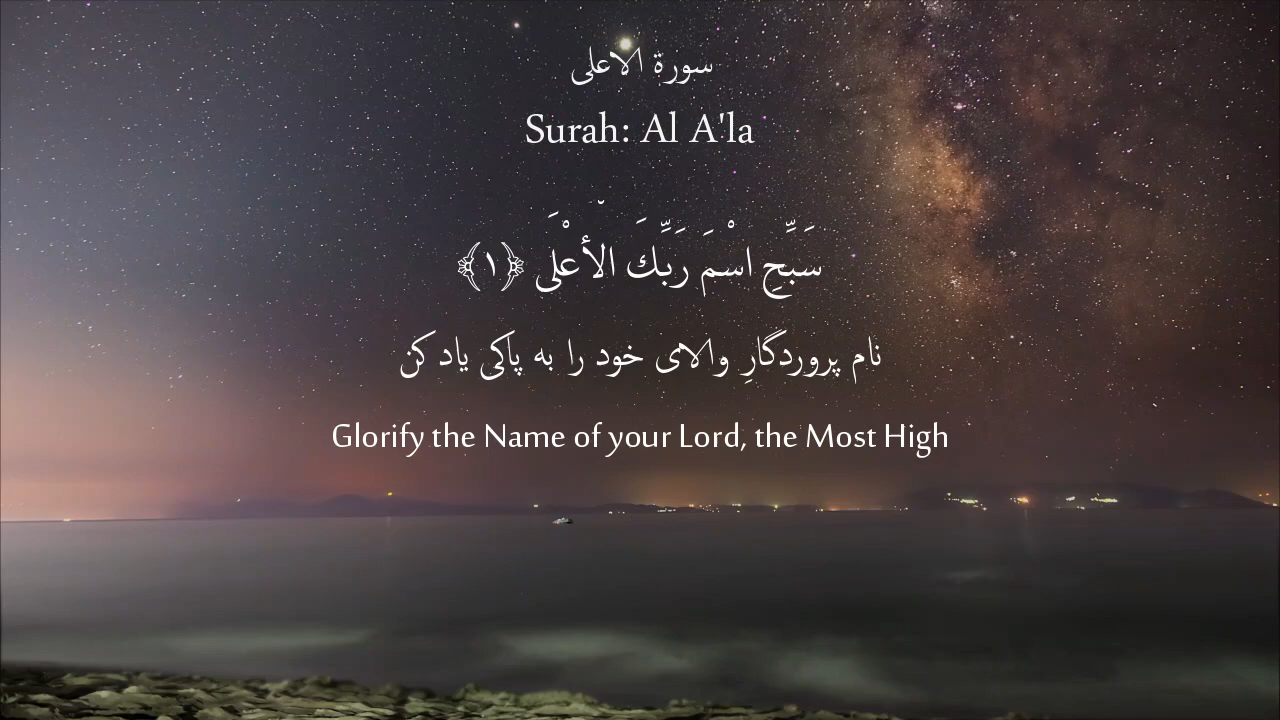 سورة الاعلى
Surah: Al A'la
سَبِّحِ اسْمَ رَبِّكَ الْأَعْلَى ﴿١﴾
نام پروردگارِ والای خود را به پاکی یاد کن
Glorify the Name of your Lord, the Most High